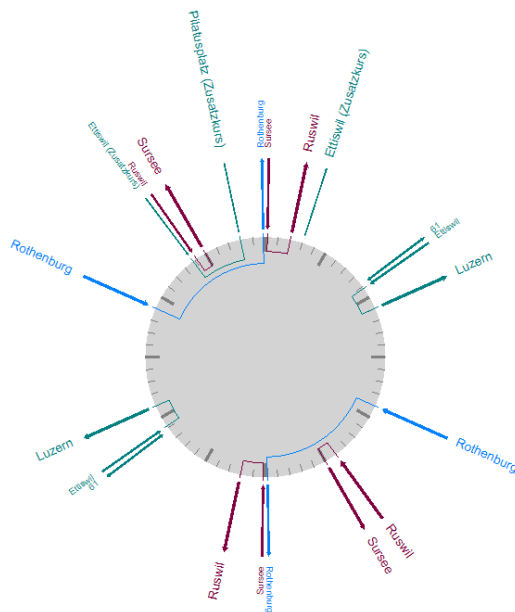 Pilatusplatz (Zusatzkurs)
Rothenburg
Sursee
Ruswil
Ettiswil (Zusatzkurs)
61
Ettiswil
Luzern
Rothenburg
Ruswil
Sursee
Rothenburg
Sursee
Ruswil
61
Ettiswil
Luzern
Rothenburg
Ettiswil (Zusatzkurs)
Ruswil
Sursee